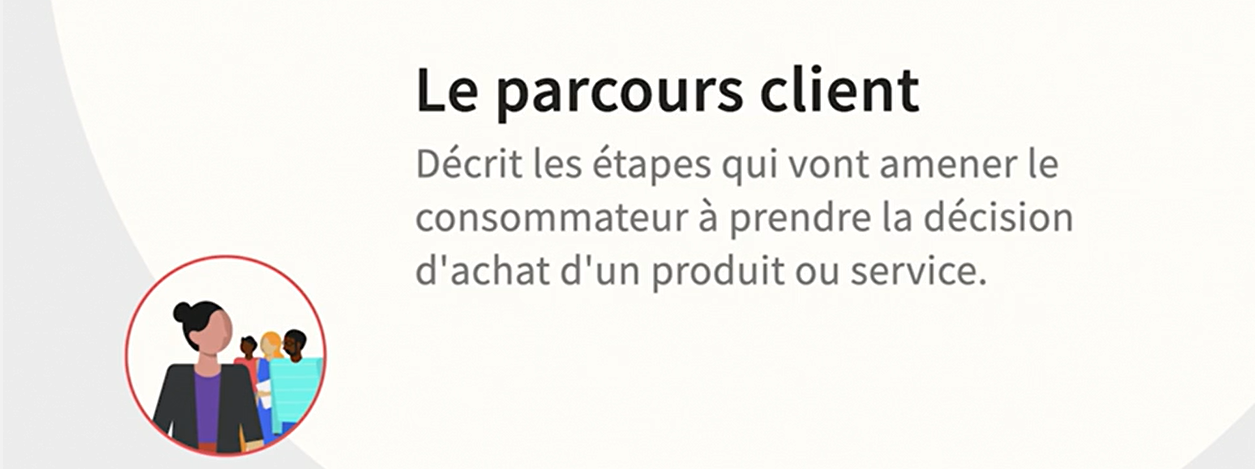 Le parcours client
Décrit les étapes qui vont amener le
consommateur à prendre la décision
d'achat d'un produit ou service.